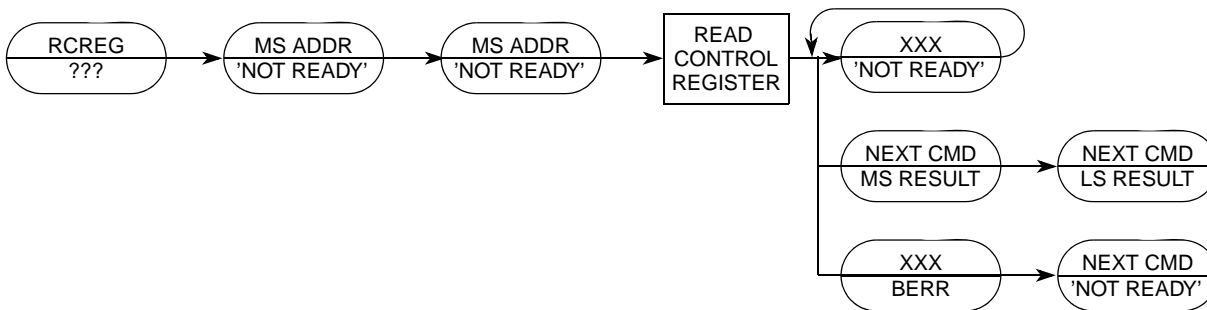 RCREG
???
MS ADDR
'NOT READY'
MS ADDR
'NOT READY'
READ
CONTROL
REGISTER
XXX
'NOT READY'
NEXT CMD
MS RESULT
NEXT CMD
LS RESULT
XXX
BERR
NEXT CMD
'NOT READY'